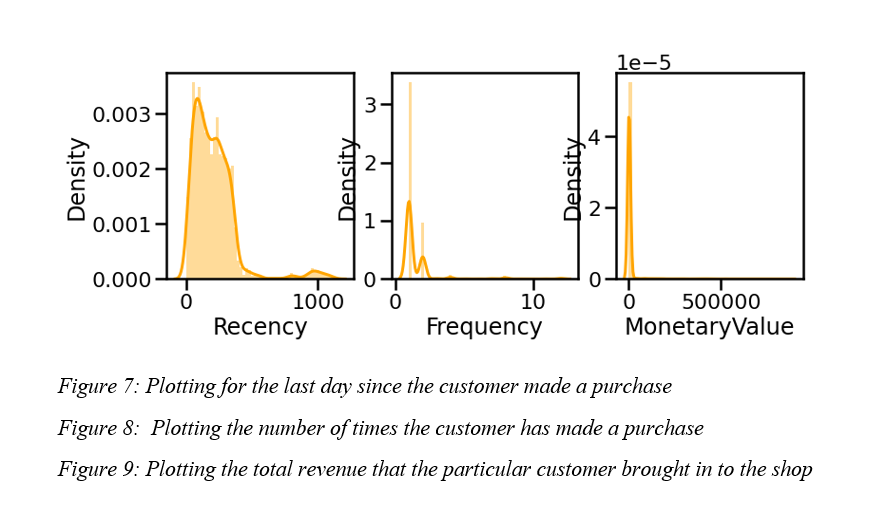 1e−5
0.003
0.002
0.001
0.000
Density
0
1000
Recency
3
2
1
0
Density
0
10
Frequency
4
2
0
Density
0
500000
MonetaryValue
Figure 7: Plotting for the last day since the customer made a purchase
Figure 8:  Plotting the number of times the customer has made a purchase
Figure 9: Plotting the total revenue that the particular customer brought in to the shop